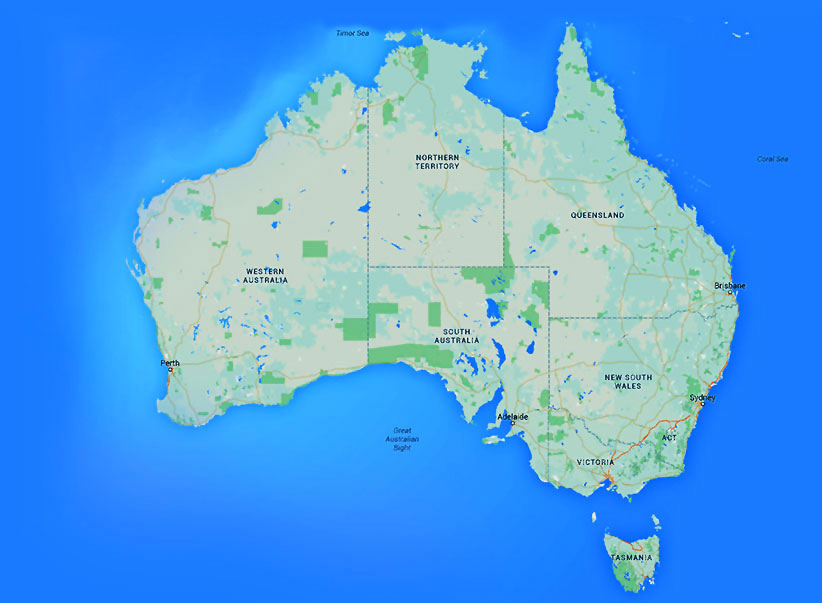 Timor Sea
NORTHERN
TERRITORY
Coral Sea
QUEENSLAND
WESTERN
AUSTRALIA
Brisbane
SOUTH
AUSTRALIA
Perth
NEW SOUTH
WALES
Sydney
Adelaide
Great
Australian
Bight
ACT
VICTORIA
TASMANIA